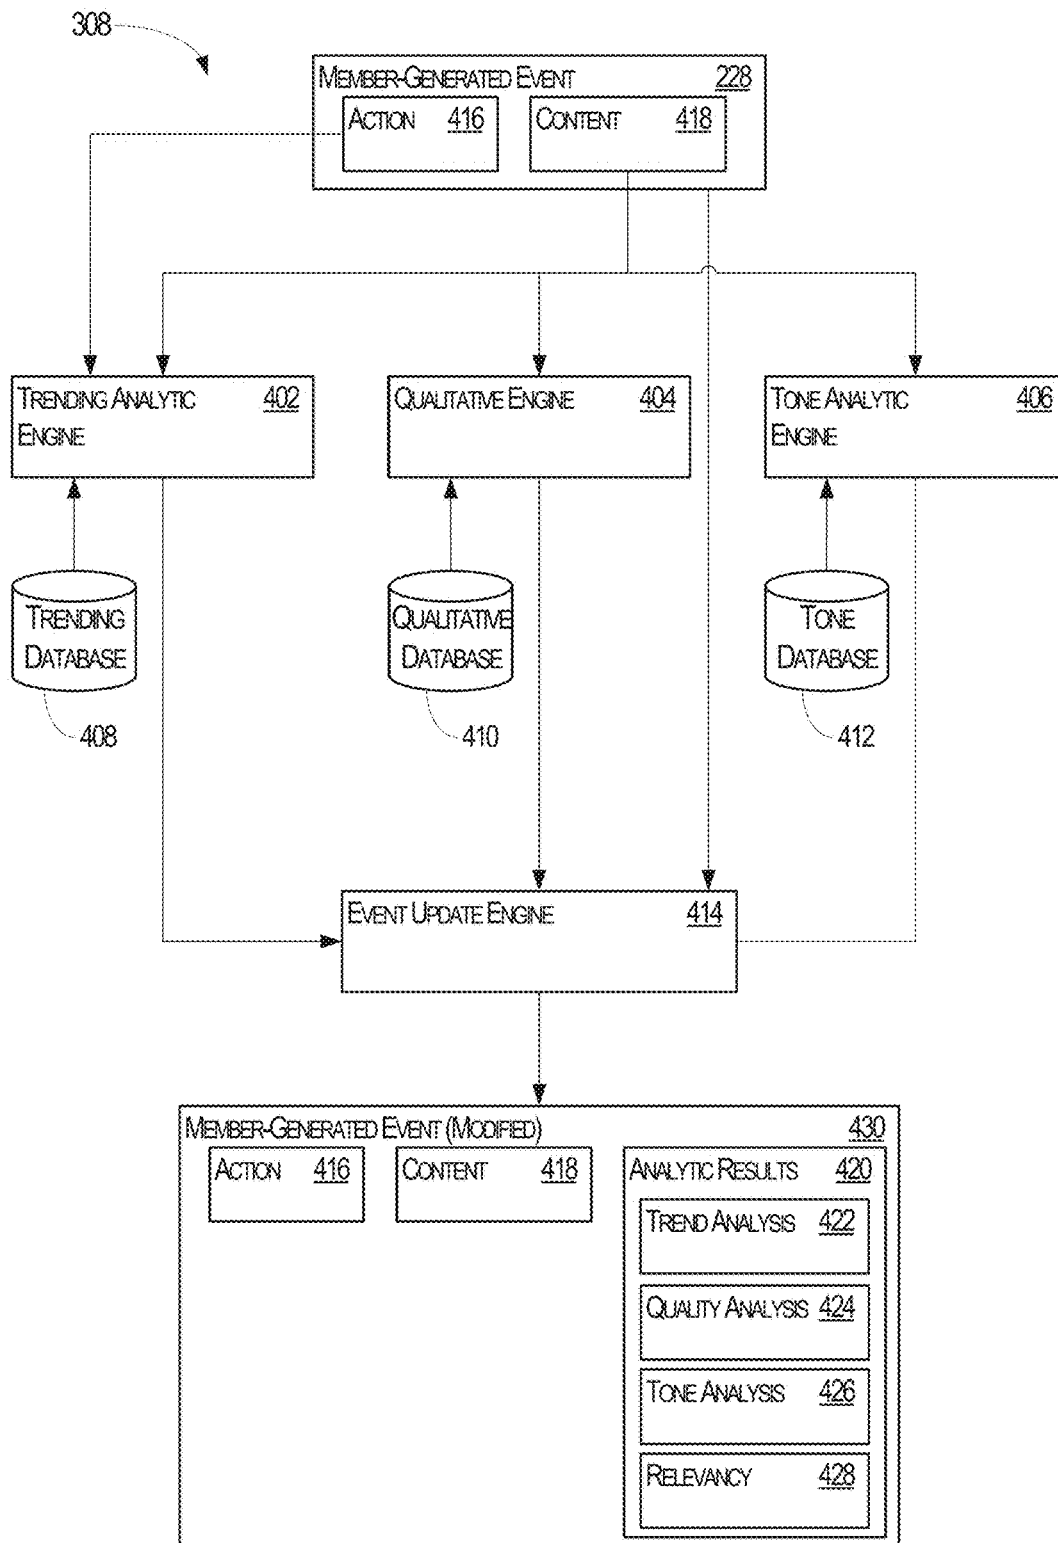 308
MEMBER-GENERATED EVENT 228
ACTION 416
CONTENT 418
TRENDING ANALYTIC 402
ENGINE
QUALITATIVE ENGINE 404
TONE ANALYTIC 406
ENGINE
TRENDING
DATABASE
408
QUALITATIVE
DATABASE
410
TONE
DATABASE
412
EVENT UPDATE ENGINE 414
MEMBER-GENERATED EVENT (MODIFIED) 430
ACTION 416
CONTENT 418
ANALYTIC RESULTS 420
TREND ANALYSIS 422
QUALITY ANALYSIS 424
TONE ANALYSIS 426
RELEVANCY 428